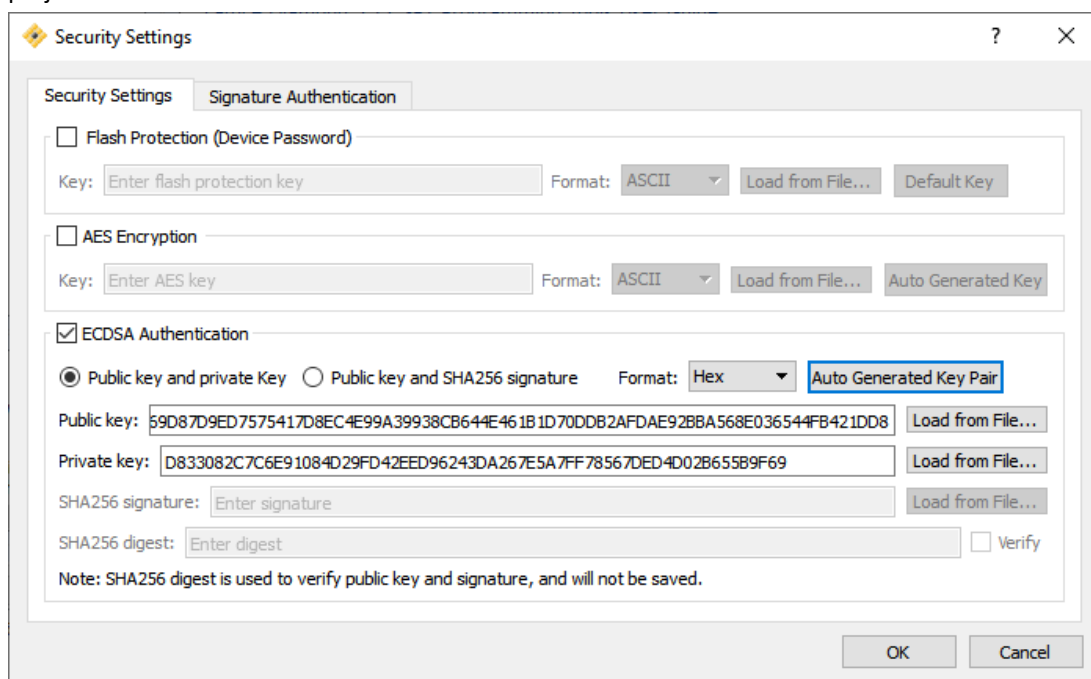 Security Settings ? ×
Security Settings Signature Authentication
Flash Protection (Device Password)
Key: Enter flash protection key Format: ASCII Load from File... Default Key
AES Encryption
Key: Enter AES key Format: ASCII Load from File... Auto Generated Key
ECDSA Authentication
Public key and private Key Public key and SHA256 signature Format: Hex Auto Generated Key Pair
Public key: 69D87D9ED7575417D8EC4E99A39938CB644E461B1D70DDB2AFDAE92BBA568E036544FB421DD8 Load from File...
Private key: D833082C7C6E91084D29FD42EED96243DA267E5A7FF78567DED4D02B655B9F69 Load from File...
SHA256 signature: Enter signature Load from File...
SHA256 digest: Enter digest Verify
Note: SHA256 digest is used to verify public key and signature, and will not be saved.
OK Cancel